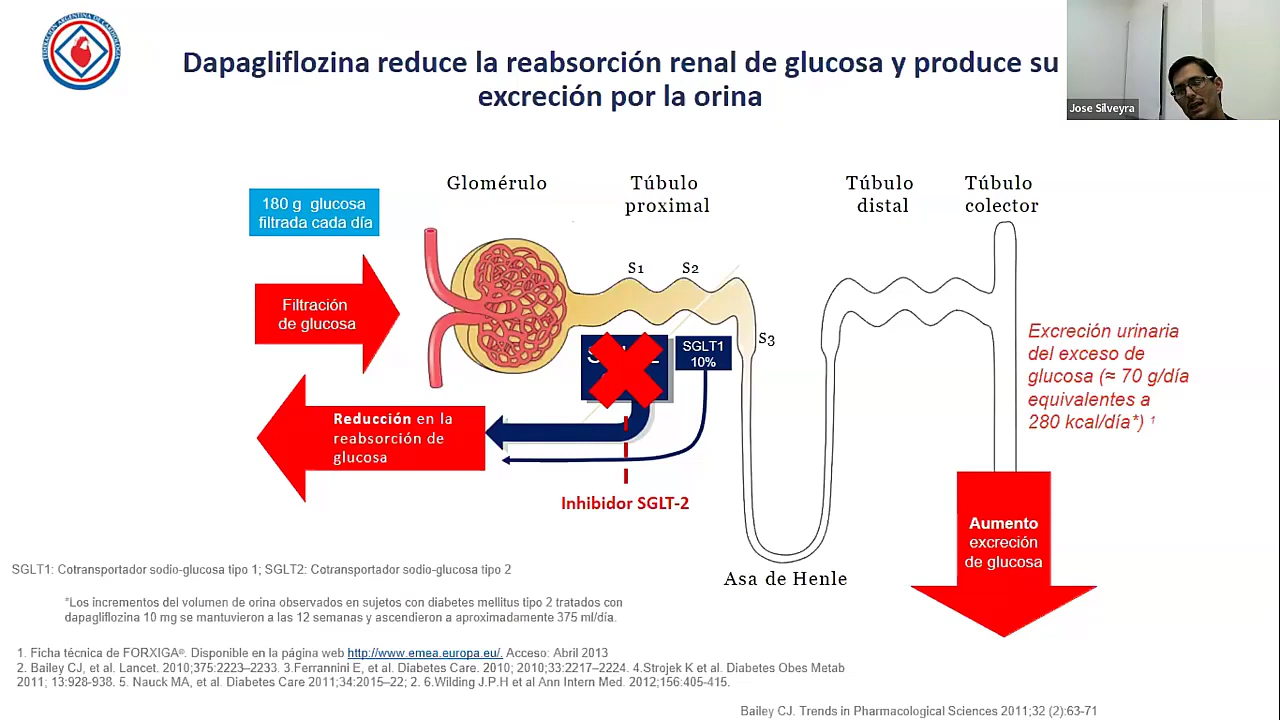 Dapagliflozina reduce la reabsorción renal de glucosa y produce su
excreción por la orina
Jose Silveyra
Glomérulo
Túbulo
proximal
Túbulo
distal
Túbulo
colector
180 g glucosa
filtrada cada día
S1
S2
S3
Filtración
de glucosa
SGLT1
10%
Reducción en la
reabsorción de
glucosa
Inhibidor SGLT-2
Excreción urinaria
del exceso de
glucosa (≈ 70 g/día
equivalentes a
280 kcal/día*) ¹
Aumento
excreción
de glucosa
Asa de Henle
SGLT1: Cotransportador sodio-glucosa tipo 1; SGLT2: Cotransportador sodio-glucosa tipo 2
*Los incrementos del volumen de orina observados en sujetos con diabetes mellitus tipo 2 tratados con
dapagliflozina 10 mg se mantuvieron a las 12 semanas y ascendieron a aproximadamente 375 ml/día.
1. Ficha técnica de FORXIGA®. Disponible en la página web http://www.emea.europa.eu/. Acceso: Abril 2013
2. Bailey CJ, et al. Lancet. 2010;375:2223–2233. 3.Ferrannini E, et al. Diabetes Care. 2010; 2010;33:2217–2224. 4.Strojek K et al. Diabetes Obes Metab
2011; 13:928-938. 5. Nauck MA, et al. Diabetes Care 2011;34:2015–22; 2. 6.Wilding J.P.H et al Ann Intern Med. 2012;156:405-415.
Bailey CJ. Trends in Pharmacological Sciences 2011;32 (2):63-71